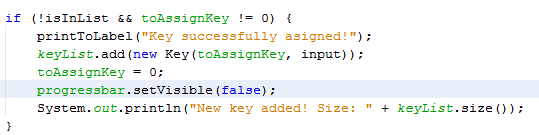 if (!isInList && toAssignKey != 0) {
printToLabel("Key successfully asigned!");
keyList.add(new Key(toAssignKey, input));
toAssignKey = 0;
progressbar.setVisible(false);
System.out.println("New key added! Size: " + keyList.size());
}